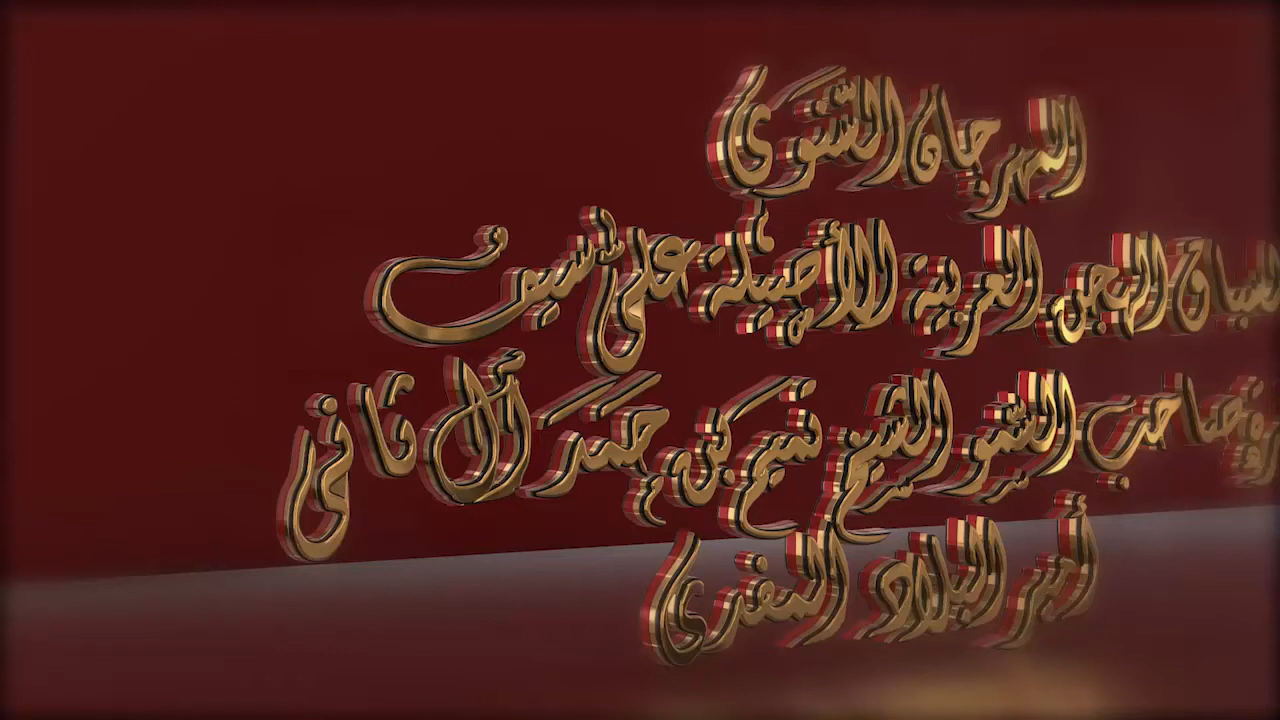 المهرجان السنوي
لسباق الهجن العربية الأصيلة على سيف
صاحب السمو الشيخ تميم بن حمد آل ثاني
أمير البلاد المفدى